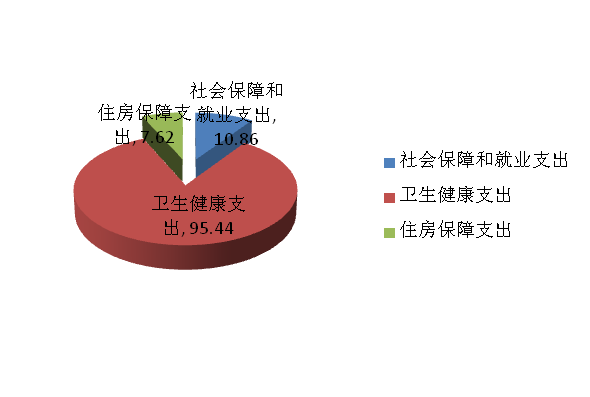 社会保障和
就业支出,
10.86
住房保障支
出, 7.62
卫生健康支
出, 95.44
社会保障和就业支出
卫生健康支出
住房保障支出